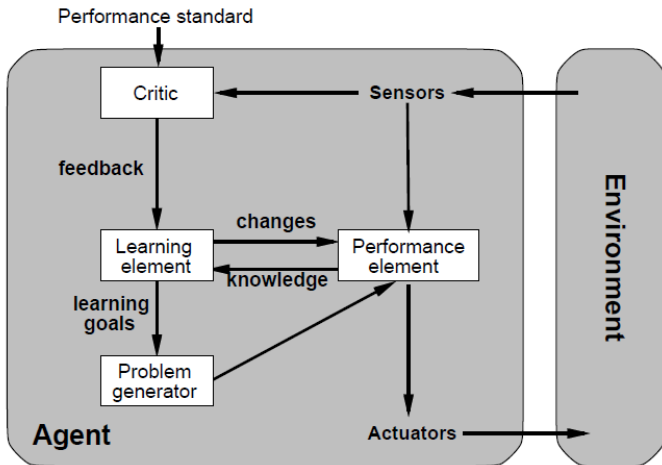 Performance standard
Critic
Sensors
feedback
changes
Learning
element
Performance
element
knowledge
learning
goals
Problem
generator
Agent
Actuators
Environment